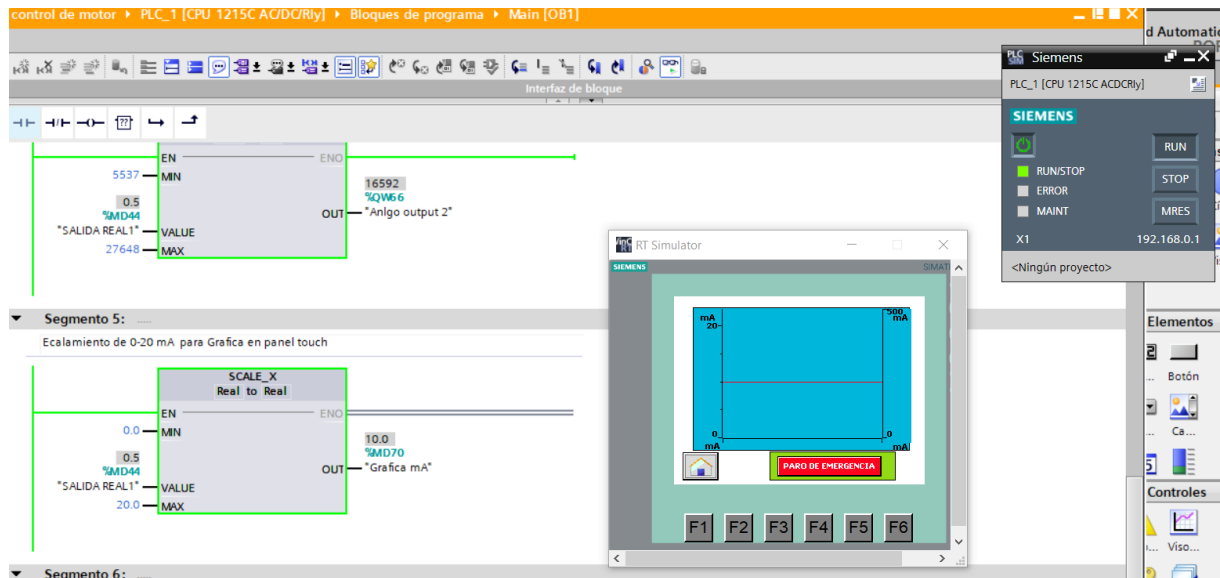 control de motor ▸ PLC_1 [CPU 1215C AC/DC/Rly] ▸ Bloques de programa ▸ Main [OB1]
Interfaz de bloque
EN
ENO
5537
MIN
16592
0.5
%QW66
%MD44
OUT
"Anlgo output 2"
"SALIDA REAL1"
VALUE
27648
MAX
Segmento 5: .....
Ecalamiento de 0-20 mA para Grafica en panel touch
SCALE_X
Real to Real
EN
ENO
0.0
MIN
10.0
0.5
%MD70
%MD44
OUT
"Grafica mA"
"SALIDA REAL1"
VALUE
20.0
MAX
Segmento 6: .....
RT Simulator
SIEMENS
SIMATI
mA
500
20
mA
0
0
mA
mA
PARO DE EMERGENCIA
F1 F2 F3 F4 F5 F6
d Automatic
PLC SIM Siemens
PLC_1 [CPU 1215C ACDCRly]
SIEMENS
RUN
RUN/STOP
STOP
ERROR
MAINT
MRES
X1 192.168.0.1
<Ningún proyecto>
Elementos
... Botón
... Ca...
Controles
... Viso...